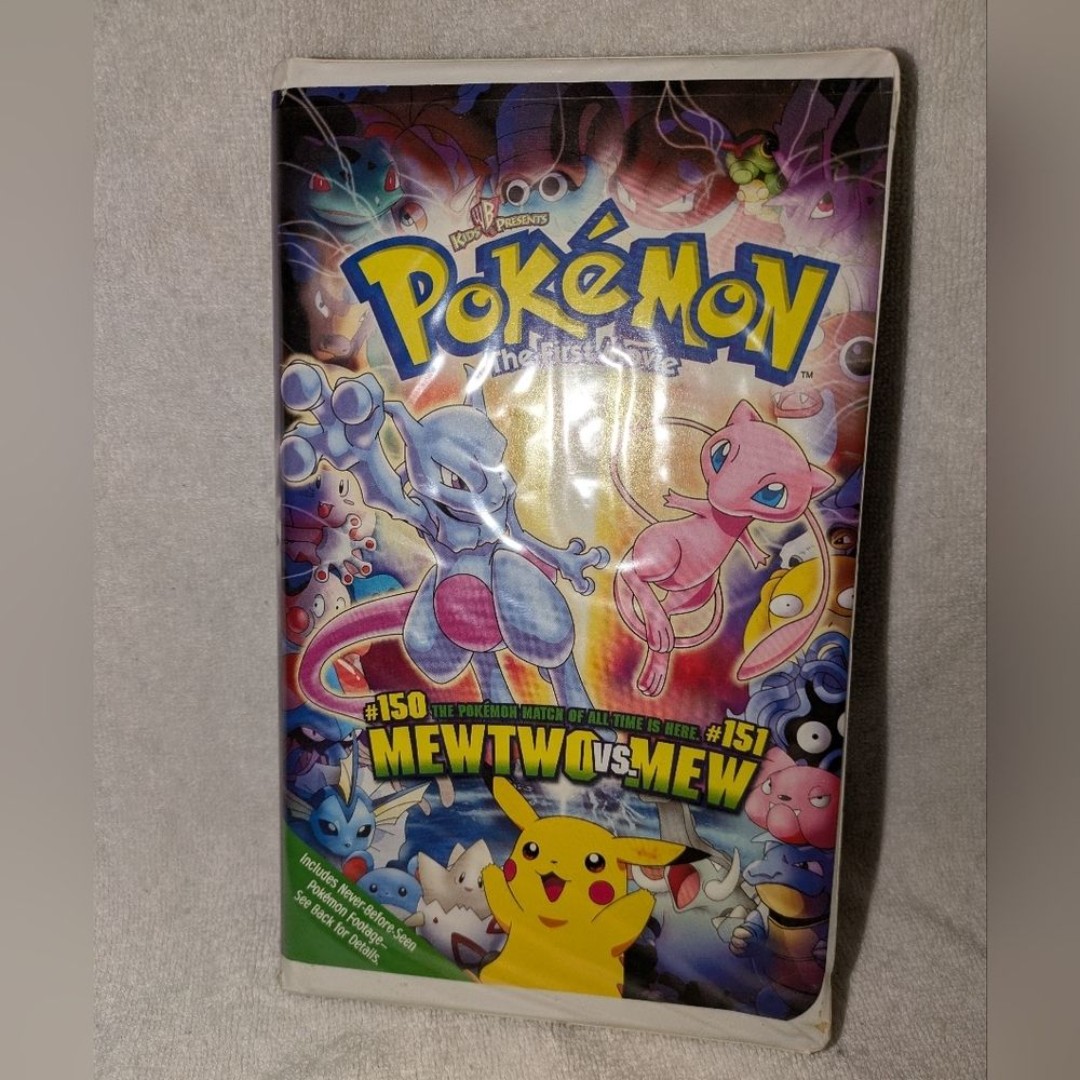 KIDS WB PRESENTS
POKéMON
The First Movie
TM
#150 THE POKÉMON MATCH OF ALL TIME IS HERE. #151
MEWTWO VS. MEW
Includes Never-Before-Seen
Pokémon Footage—
See Back for Details.